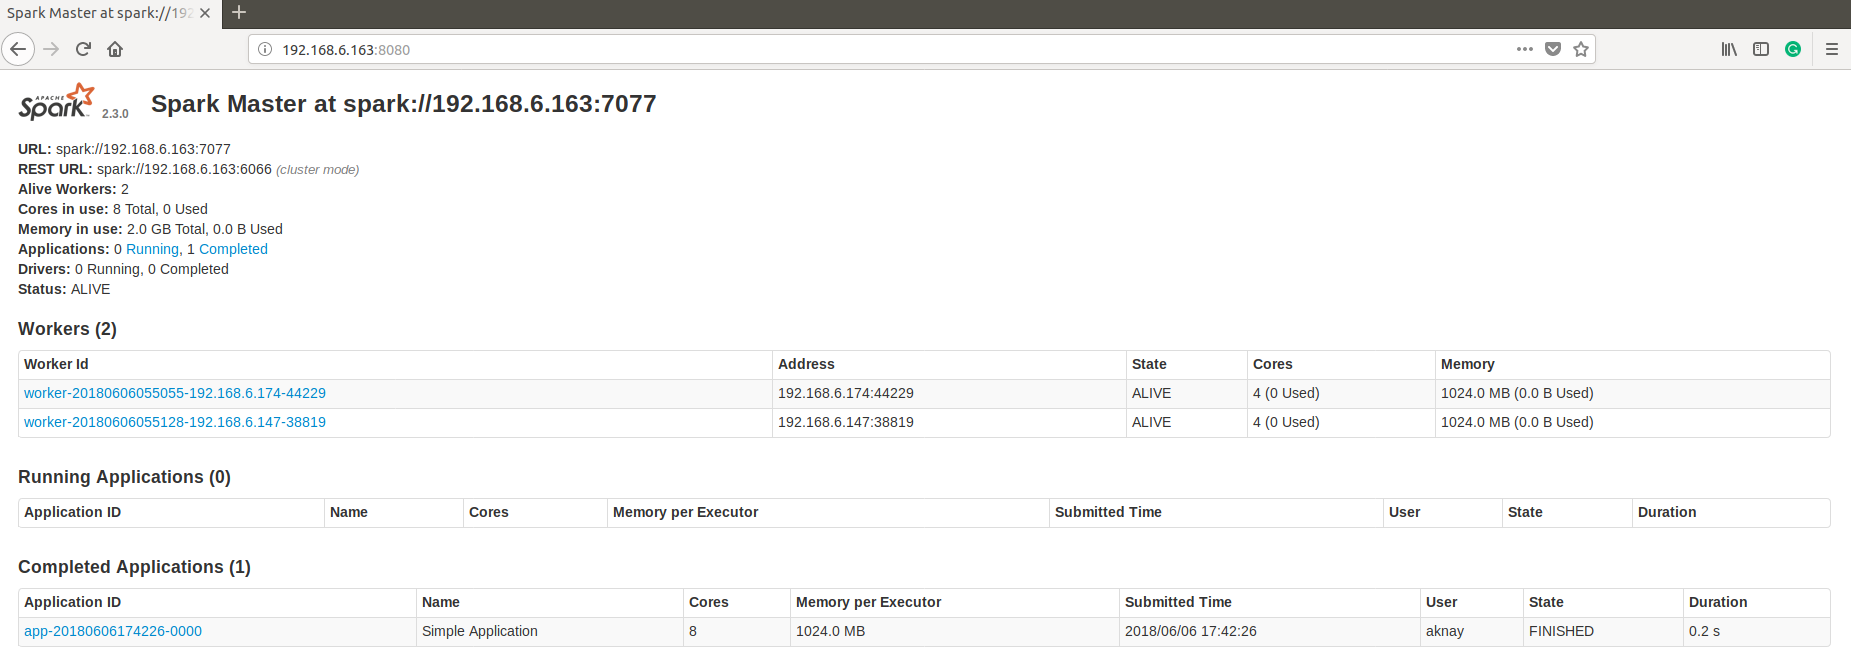 Spark Master at spark://192
192.168.6.163:8080
APACHE Spark 2.3.0 Spark Master at spark://192.168.6.163:7077
URL: spark://192.168.6.163:7077
REST URL: spark://192.168.6.163:6066 (cluster mode)
Alive Workers: 2
Cores in use: 8 Total, 0 Used
Memory in use: 2.0 GB Total, 0.0 B Used
Applications: 0 Running, 1 Completed
Drivers: 0 Running, 0 Completed
Status: ALIVE
Workers (2)
Worker Id Address State Cores Memory
worker-20180606055055-192.168.6.174-44229 192.168.6.174:44229 ALIVE 4 (0 Used) 1024.0 MB (0.0 B Used)
worker-20180606055128-192.168.6.147-38819 192.168.6.147:38819 ALIVE 4 (0 Used) 1024.0 MB (0.0 B Used)
Running Applications (0)
Application ID Name Cores Memory per Executor Submitted Time User State Duration
Completed Applications (1)
Application ID Name Cores Memory per Executor Submitted Time User State Duration
app-20180606174226-0000 Simple Application 8 1024.0 MB 2018/06/06 17:42:26 aknay FINISHED 0.2 s